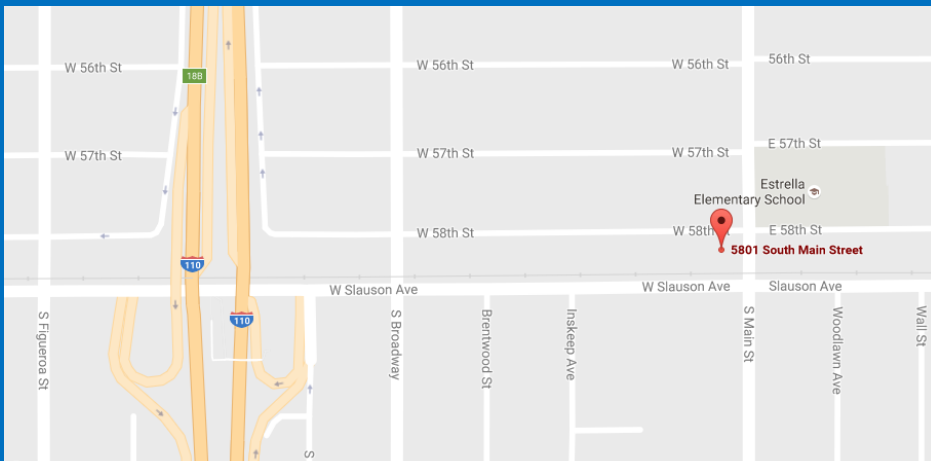 W 56th St
W 56th St
W 56th St
56th St
18B
W 57th St
W 57th St
W 57th St
E 57th St
Estrella
Elementary School
W 58th St
W 58th
E 58th St
5801 South Main Street
110
W Slauson Ave
W Slauson Ave
Slauson Ave
110
S Figueroa St
S Broadway
Brentwood St
Inskeep Ave
S Main St
Woodlawn Ave
Wall St
S